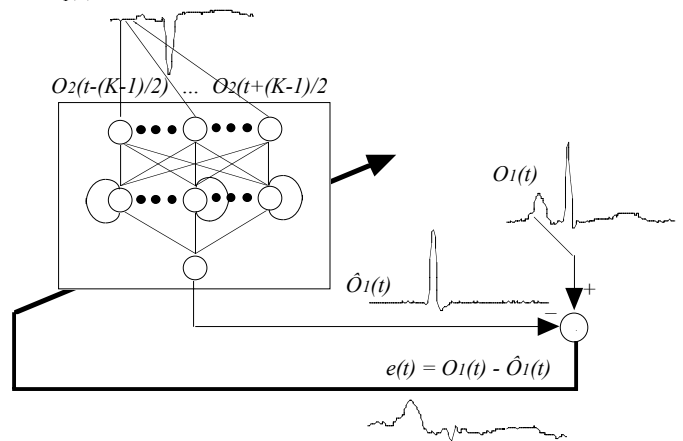 O2(t-(K-1)/2) ... O2(t+(K-1)/2
O1(t)
Ô1(t)
+
−
e(t) = O1(t) - Ô1(t)